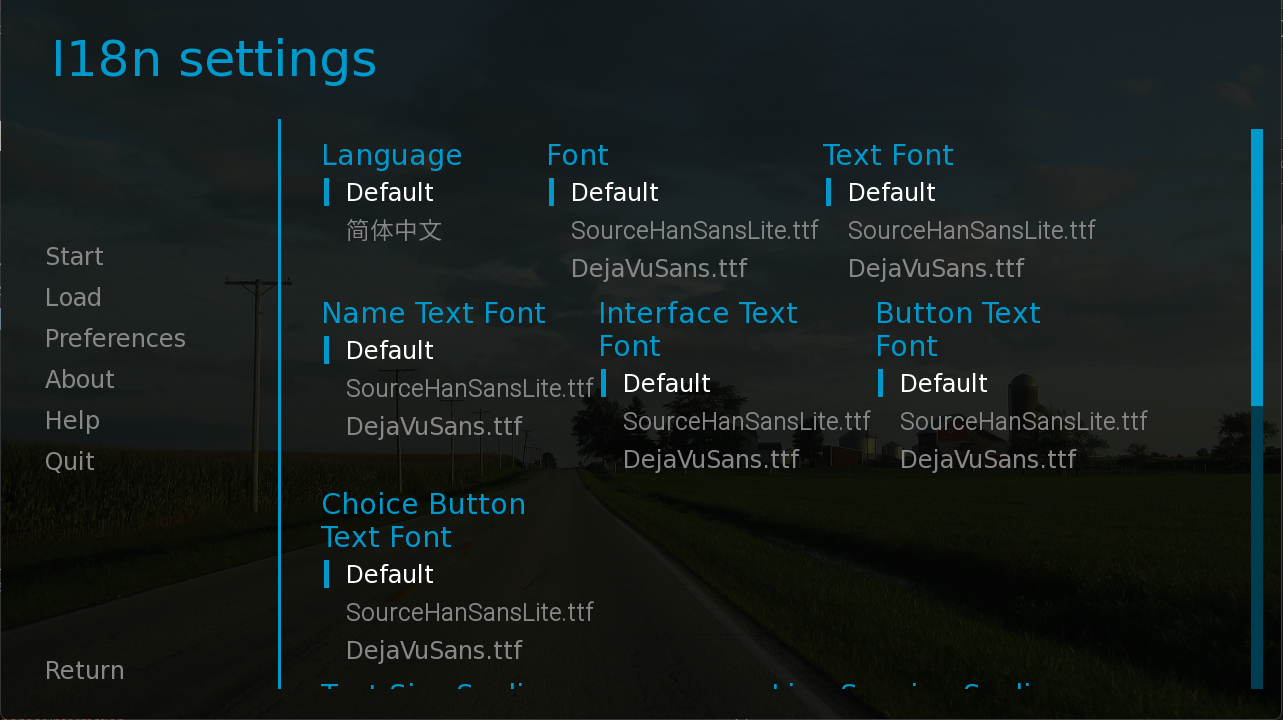 I18n settings
Start
Load
Preferences
About
Help
Quit
Return
Language
Default
简体中文
Font
Default
SourceHanSansLite.ttf
DejaVuSans.ttf
Text Font
Default
SourceHanSansLite.ttf
DejaVuSans.ttf
Name Text Font
Default
SourceHanSansLite.ttf
DejaVuSans.ttf
Interface Text
Font
Default
SourceHanSansLite.ttf
DejaVuSans.ttf
Button Text
Font
Default
SourceHanSansLite.ttf
DejaVuSans.ttf
Choice Button
Text Font
Default
SourceHanSansLite.ttf
DejaVuSans.ttf